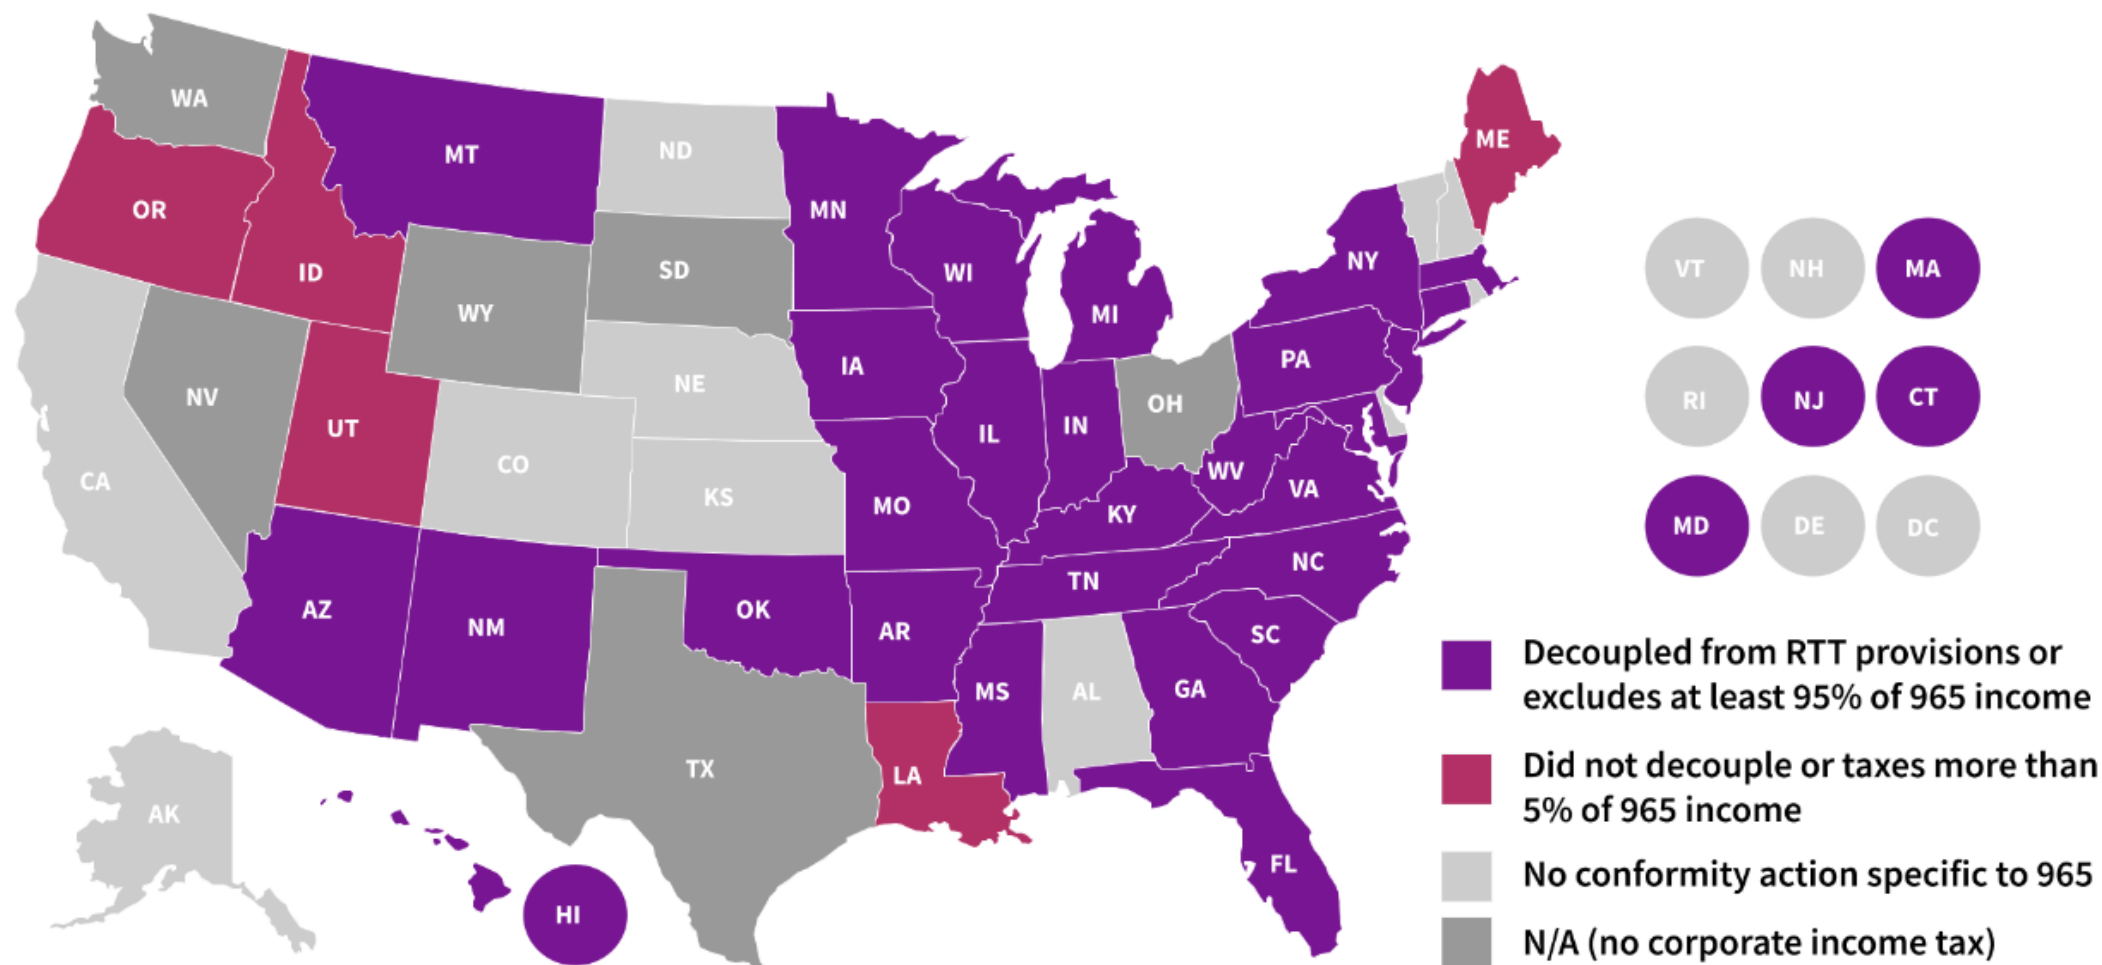 WA
MT
ND
ME
OR
MN
ID
SD
WI
NY
VT
NH
MA
WY
MI
IA
PA
NE
NV
UT
OH
RI
NJ
CT
IN
IL
CO
WV
CA
KS
VA
MO
KY
MD
DE
DC
NC
TN
AZ
OK
NM
AR
SC
MS
AL
GA
TX
LA
AK
FL
HI
Decoupled from RTT provisions or
excludes at least 95% of 965 income
Did not decouple or taxes more than
5% of 965 income
No conformity action specific to 965
N/A (no corporate income tax)